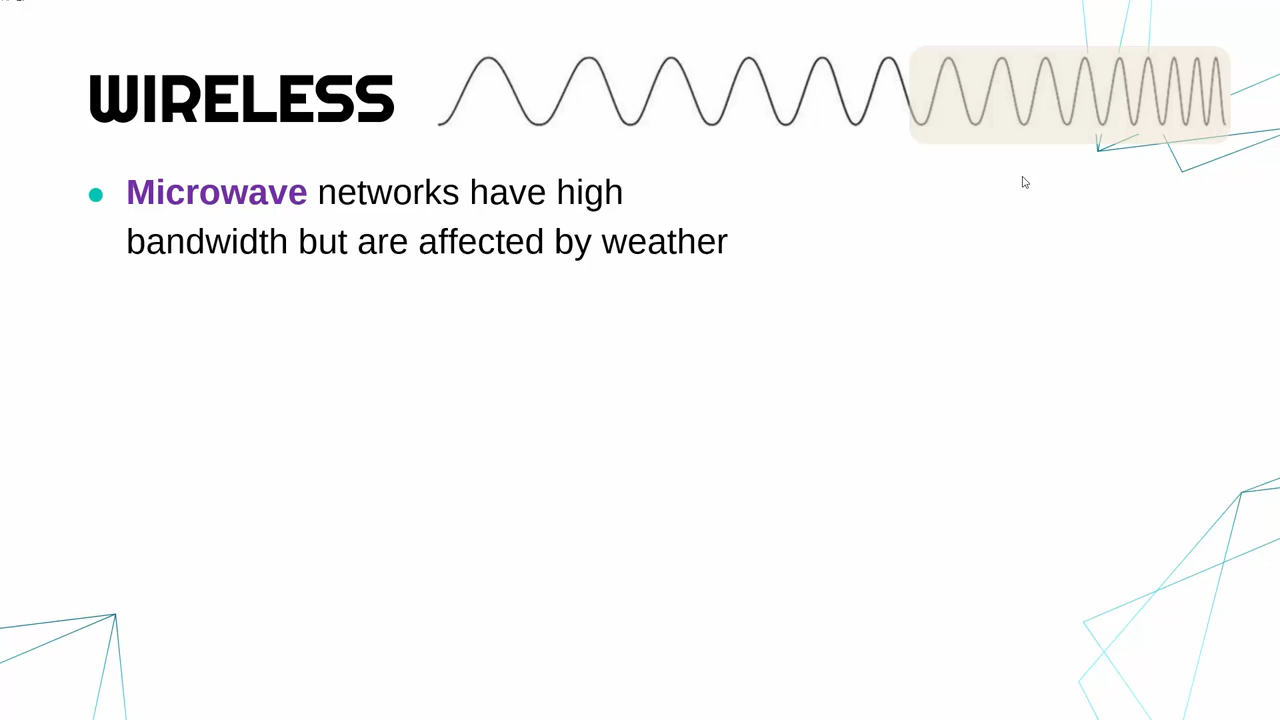 WIRELESS
Microwave networks have high
bandwidth but are affected by weather